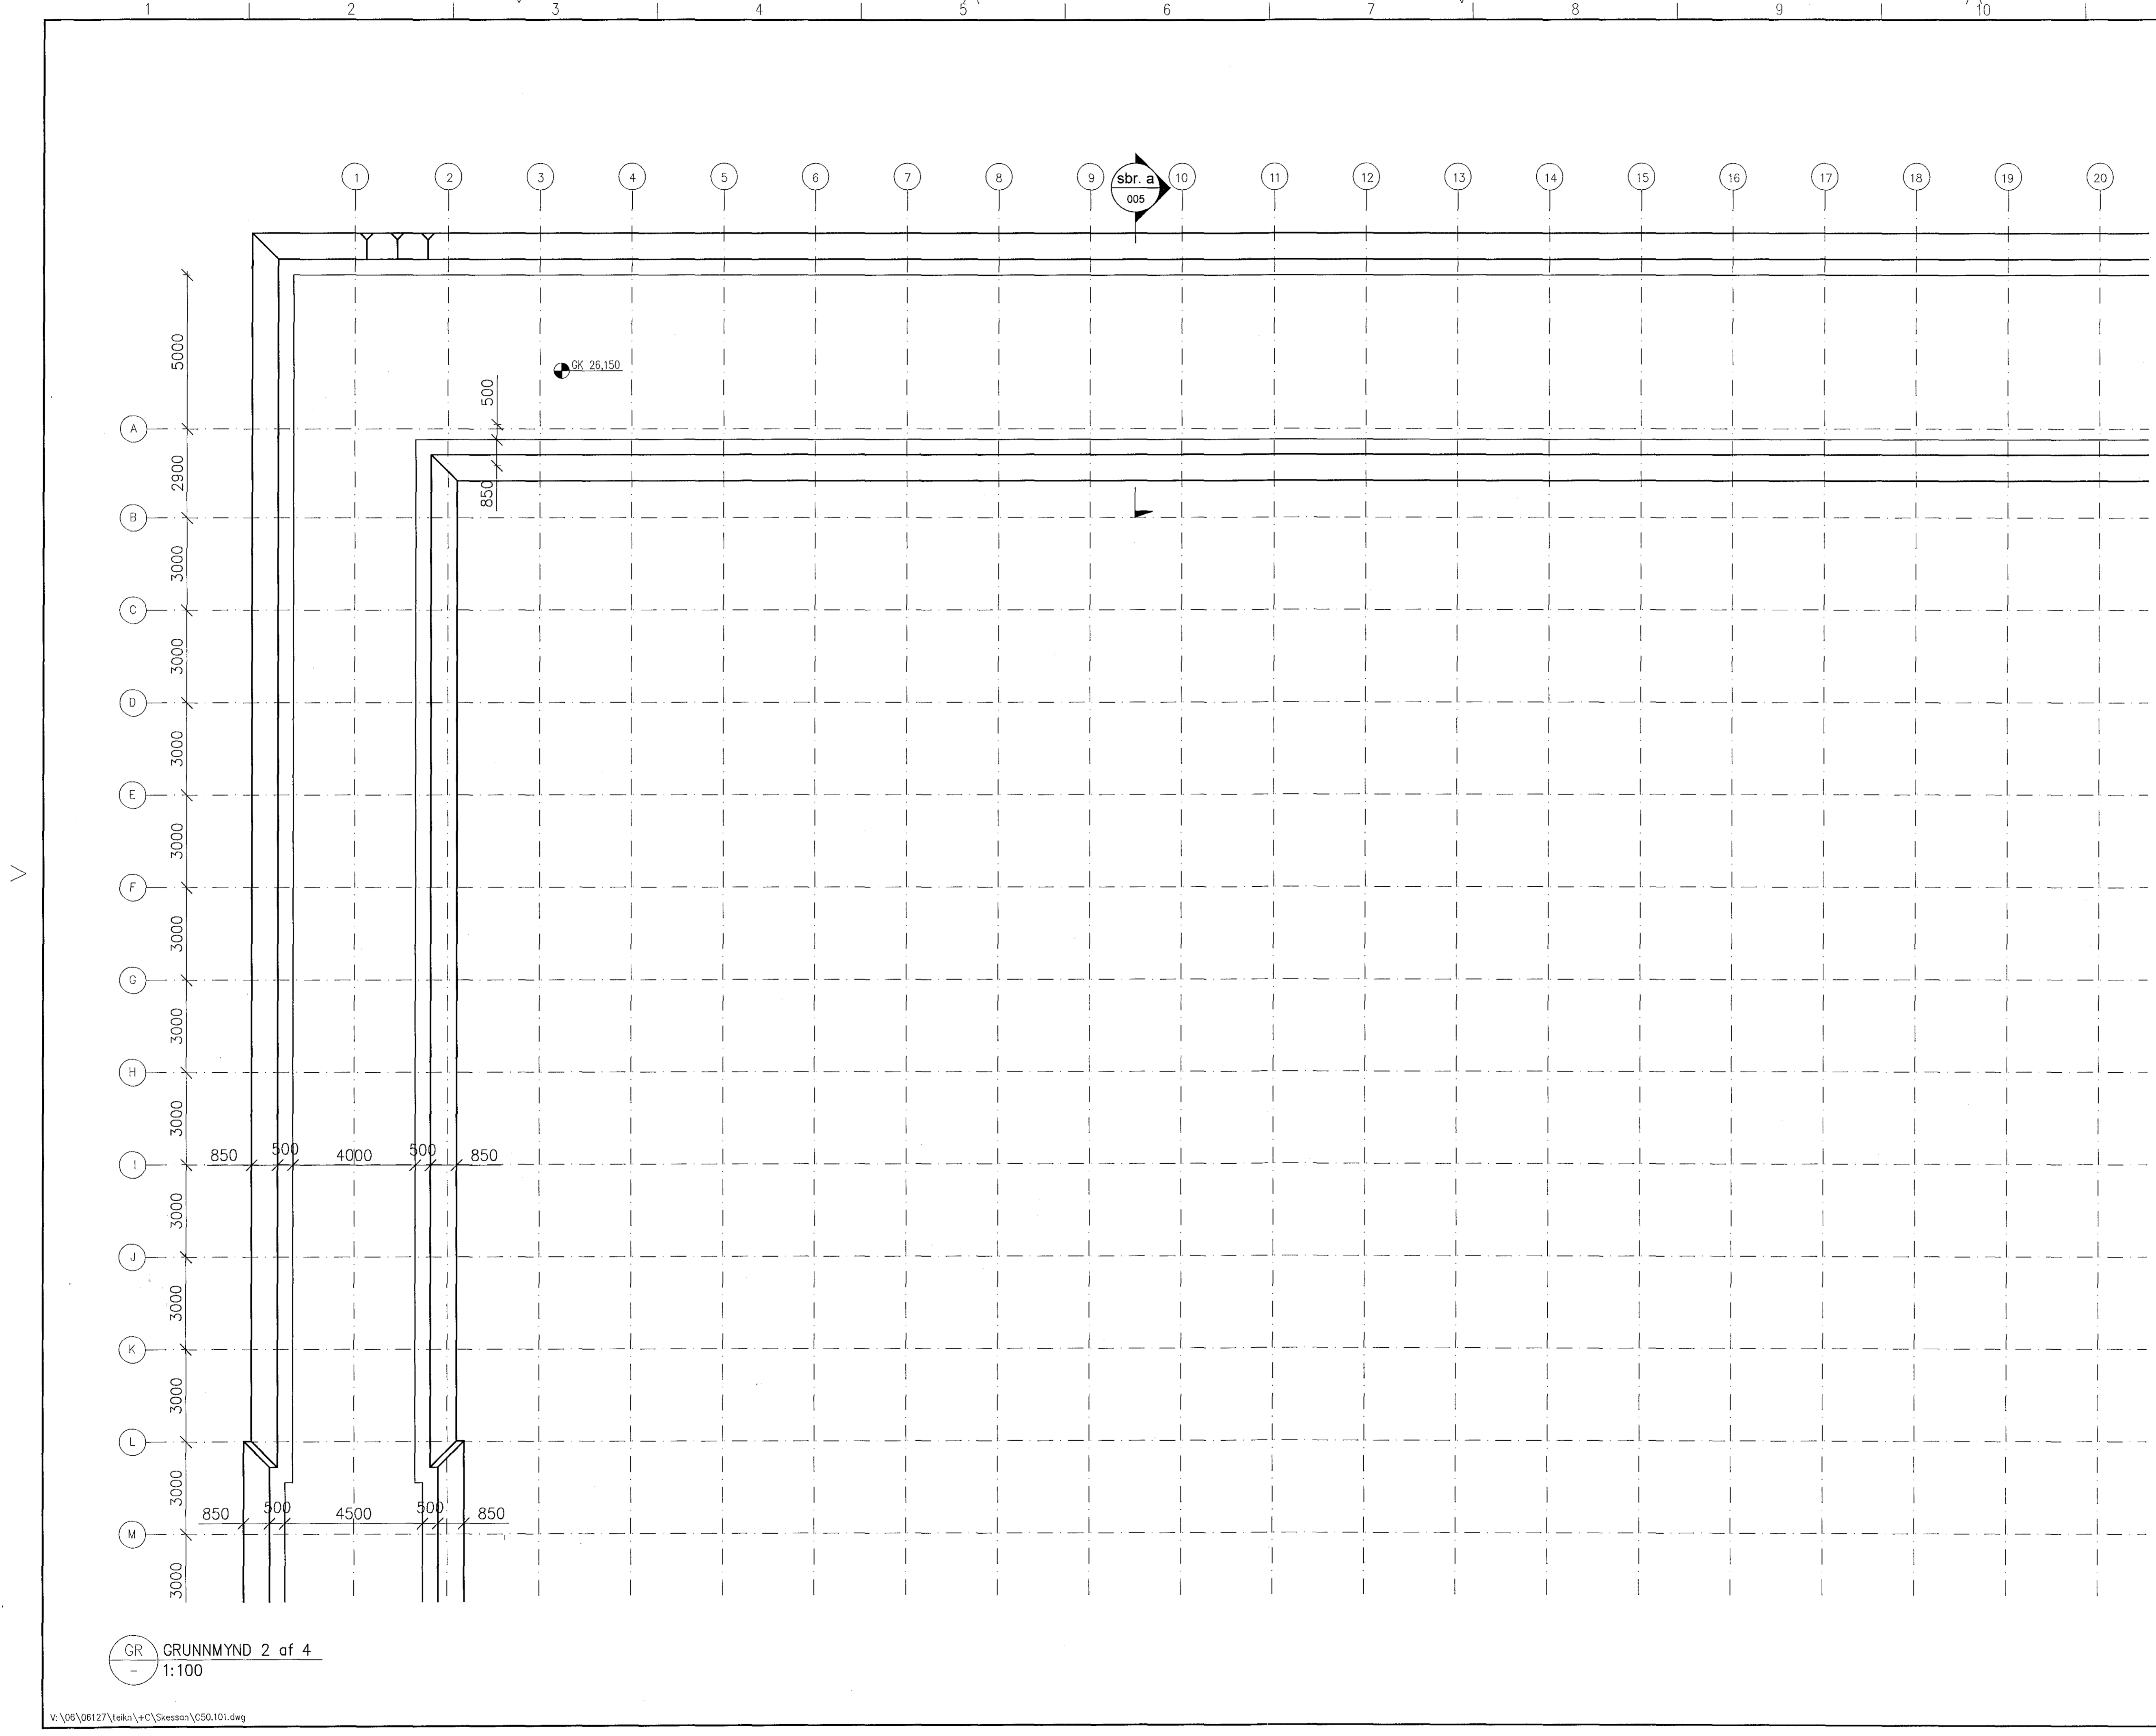 1 2 3 4 5 6 7 8 9 10
1 2 3 4 5 6 7 8 9 sbr. a 10 11 12 13 14 15 16 17 18 19 20
005
5000
GK 26,150
500
A
2900
850
B
3000
C
3000
D
3000
E
3000
F
3000
G
3000
H
3000
850 500 4000 500 850
I
3000
J
3000
K
3000
L
3000
850 500 4500 500 850
M
3000
GR GRUNNMYND 2 af 4
- 1:100
V:\06\06127\teikn\+C\Skessan\C50.101.dwg